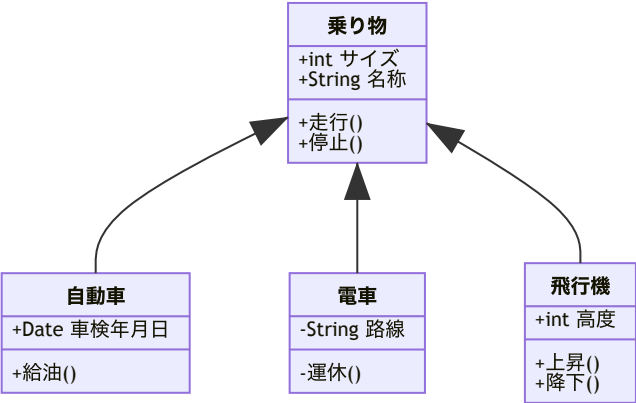 乗り物
+int サイズ
+String 名称
+走行()
+停止()
自動車
+Date 車検年月日
+給油()
電車
-String 路線
-運休()
飛行機
+int 高度
+上昇()
+降下()